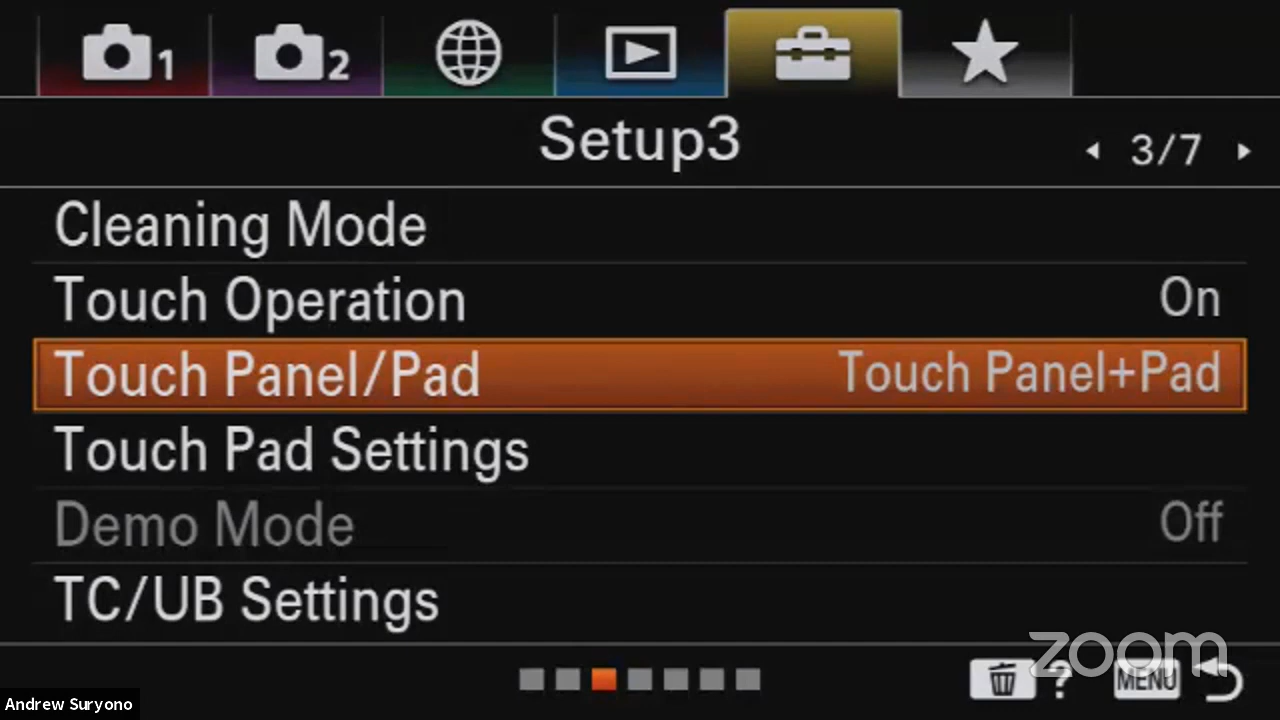 1 2
Setup3
3/7
Cleaning Mode
Touch Operation On
Touch Panel/Pad Touch Panel+Pad
Touch Pad Settings
Demo Mode Off
TC/UB Settings
zoom
? MENU
Andrew Suryono